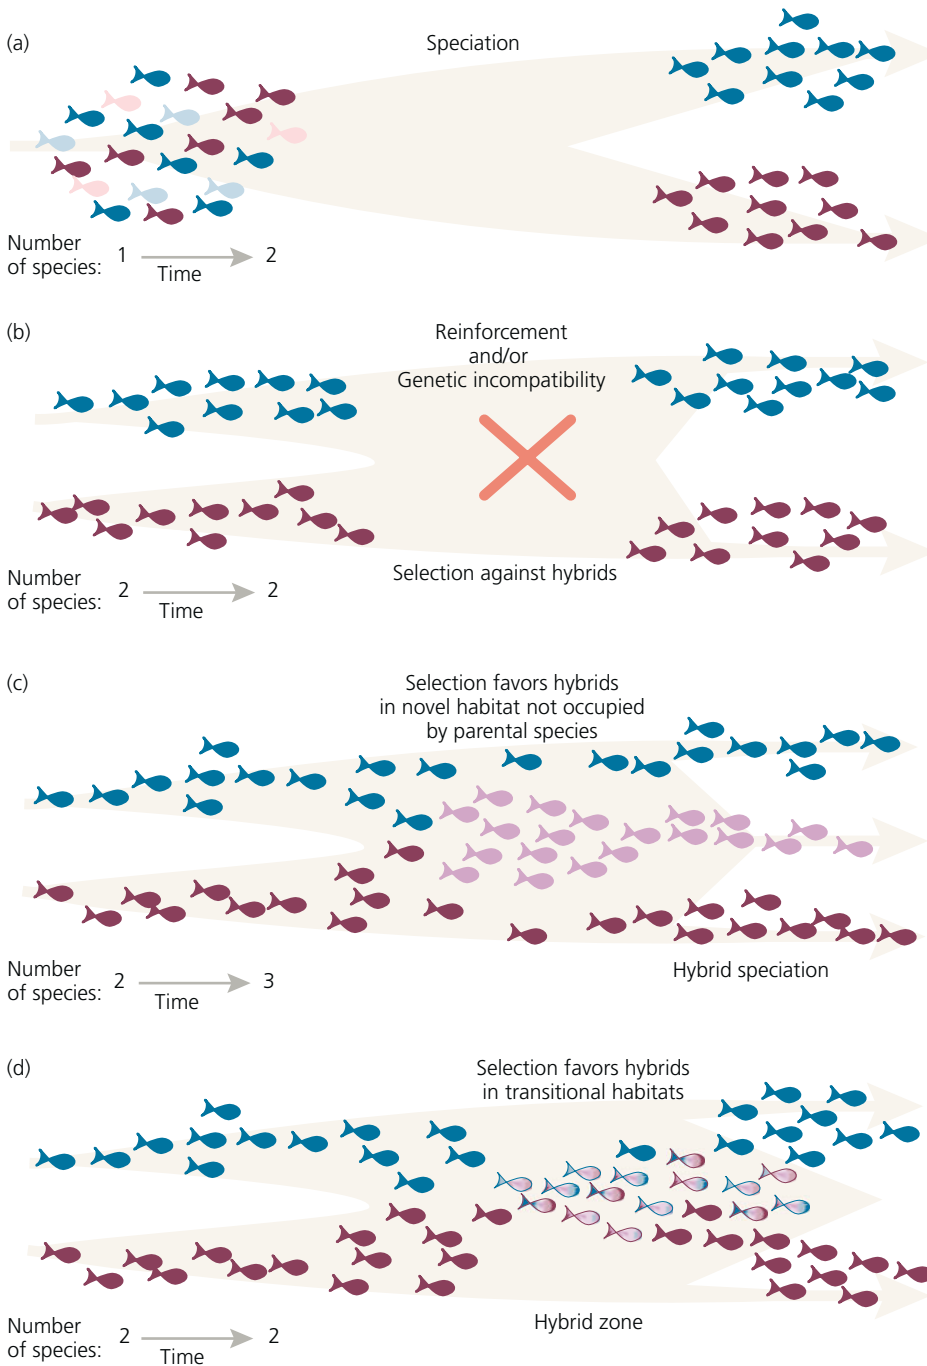 (a)
Speciation
Number
of species: 1 2
Time
(b)
Reinforcement
and/or
Genetic incompatibility
Selection against hybrids
Number
of species: 2 2
Time
(c)
Selection favors hybrids
in novel habitat not occupied
by parental species
Hybrid speciation
Number
of species: 2 3
Time
(d)
Selection favors hybrids
in transitional habitats
Hybrid zone
Number
of species: 2 2
Time